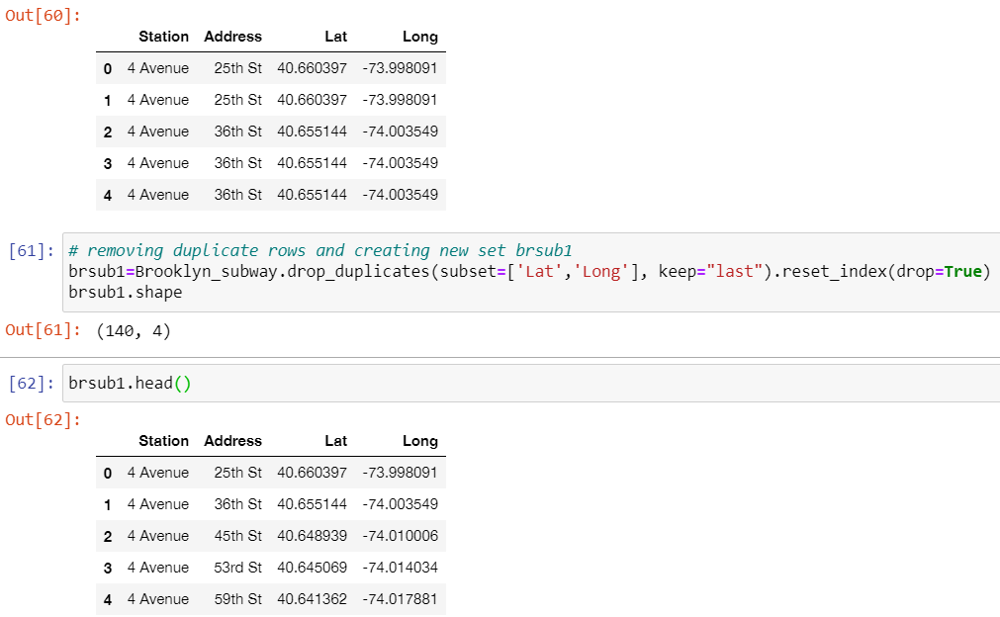 Out[60]:
Station Address Lat Long
0 4 Avenue 25th St 40.660397 -73.998091
1 4 Avenue 25th St 40.660397 -73.998091
2 4 Avenue 36th St 40.655144 -74.003549
3 4 Avenue 36th St 40.655144 -74.003549
4 4 Avenue 36th St 40.655144 -74.003549
[61]: # removing duplicate rows and creating new set brsub1
brsub1=Brooklyn_subway.drop_duplicates(subset=['Lat','Long'], keep="last").reset_index(drop=True)
brsub1.shape
Out[61]: (140, 4)
[62]: brsub1.head()
Out[62]:
Station Address Lat Long
0 4 Avenue 25th St 40.660397 -73.998091
1 4 Avenue 36th St 40.655144 -74.003549
2 4 Avenue 45th St 40.648939 -74.010006
3 4 Avenue 53rd St 40.645069 -74.014034
4 4 Avenue 59th St 40.641362 -74.017881